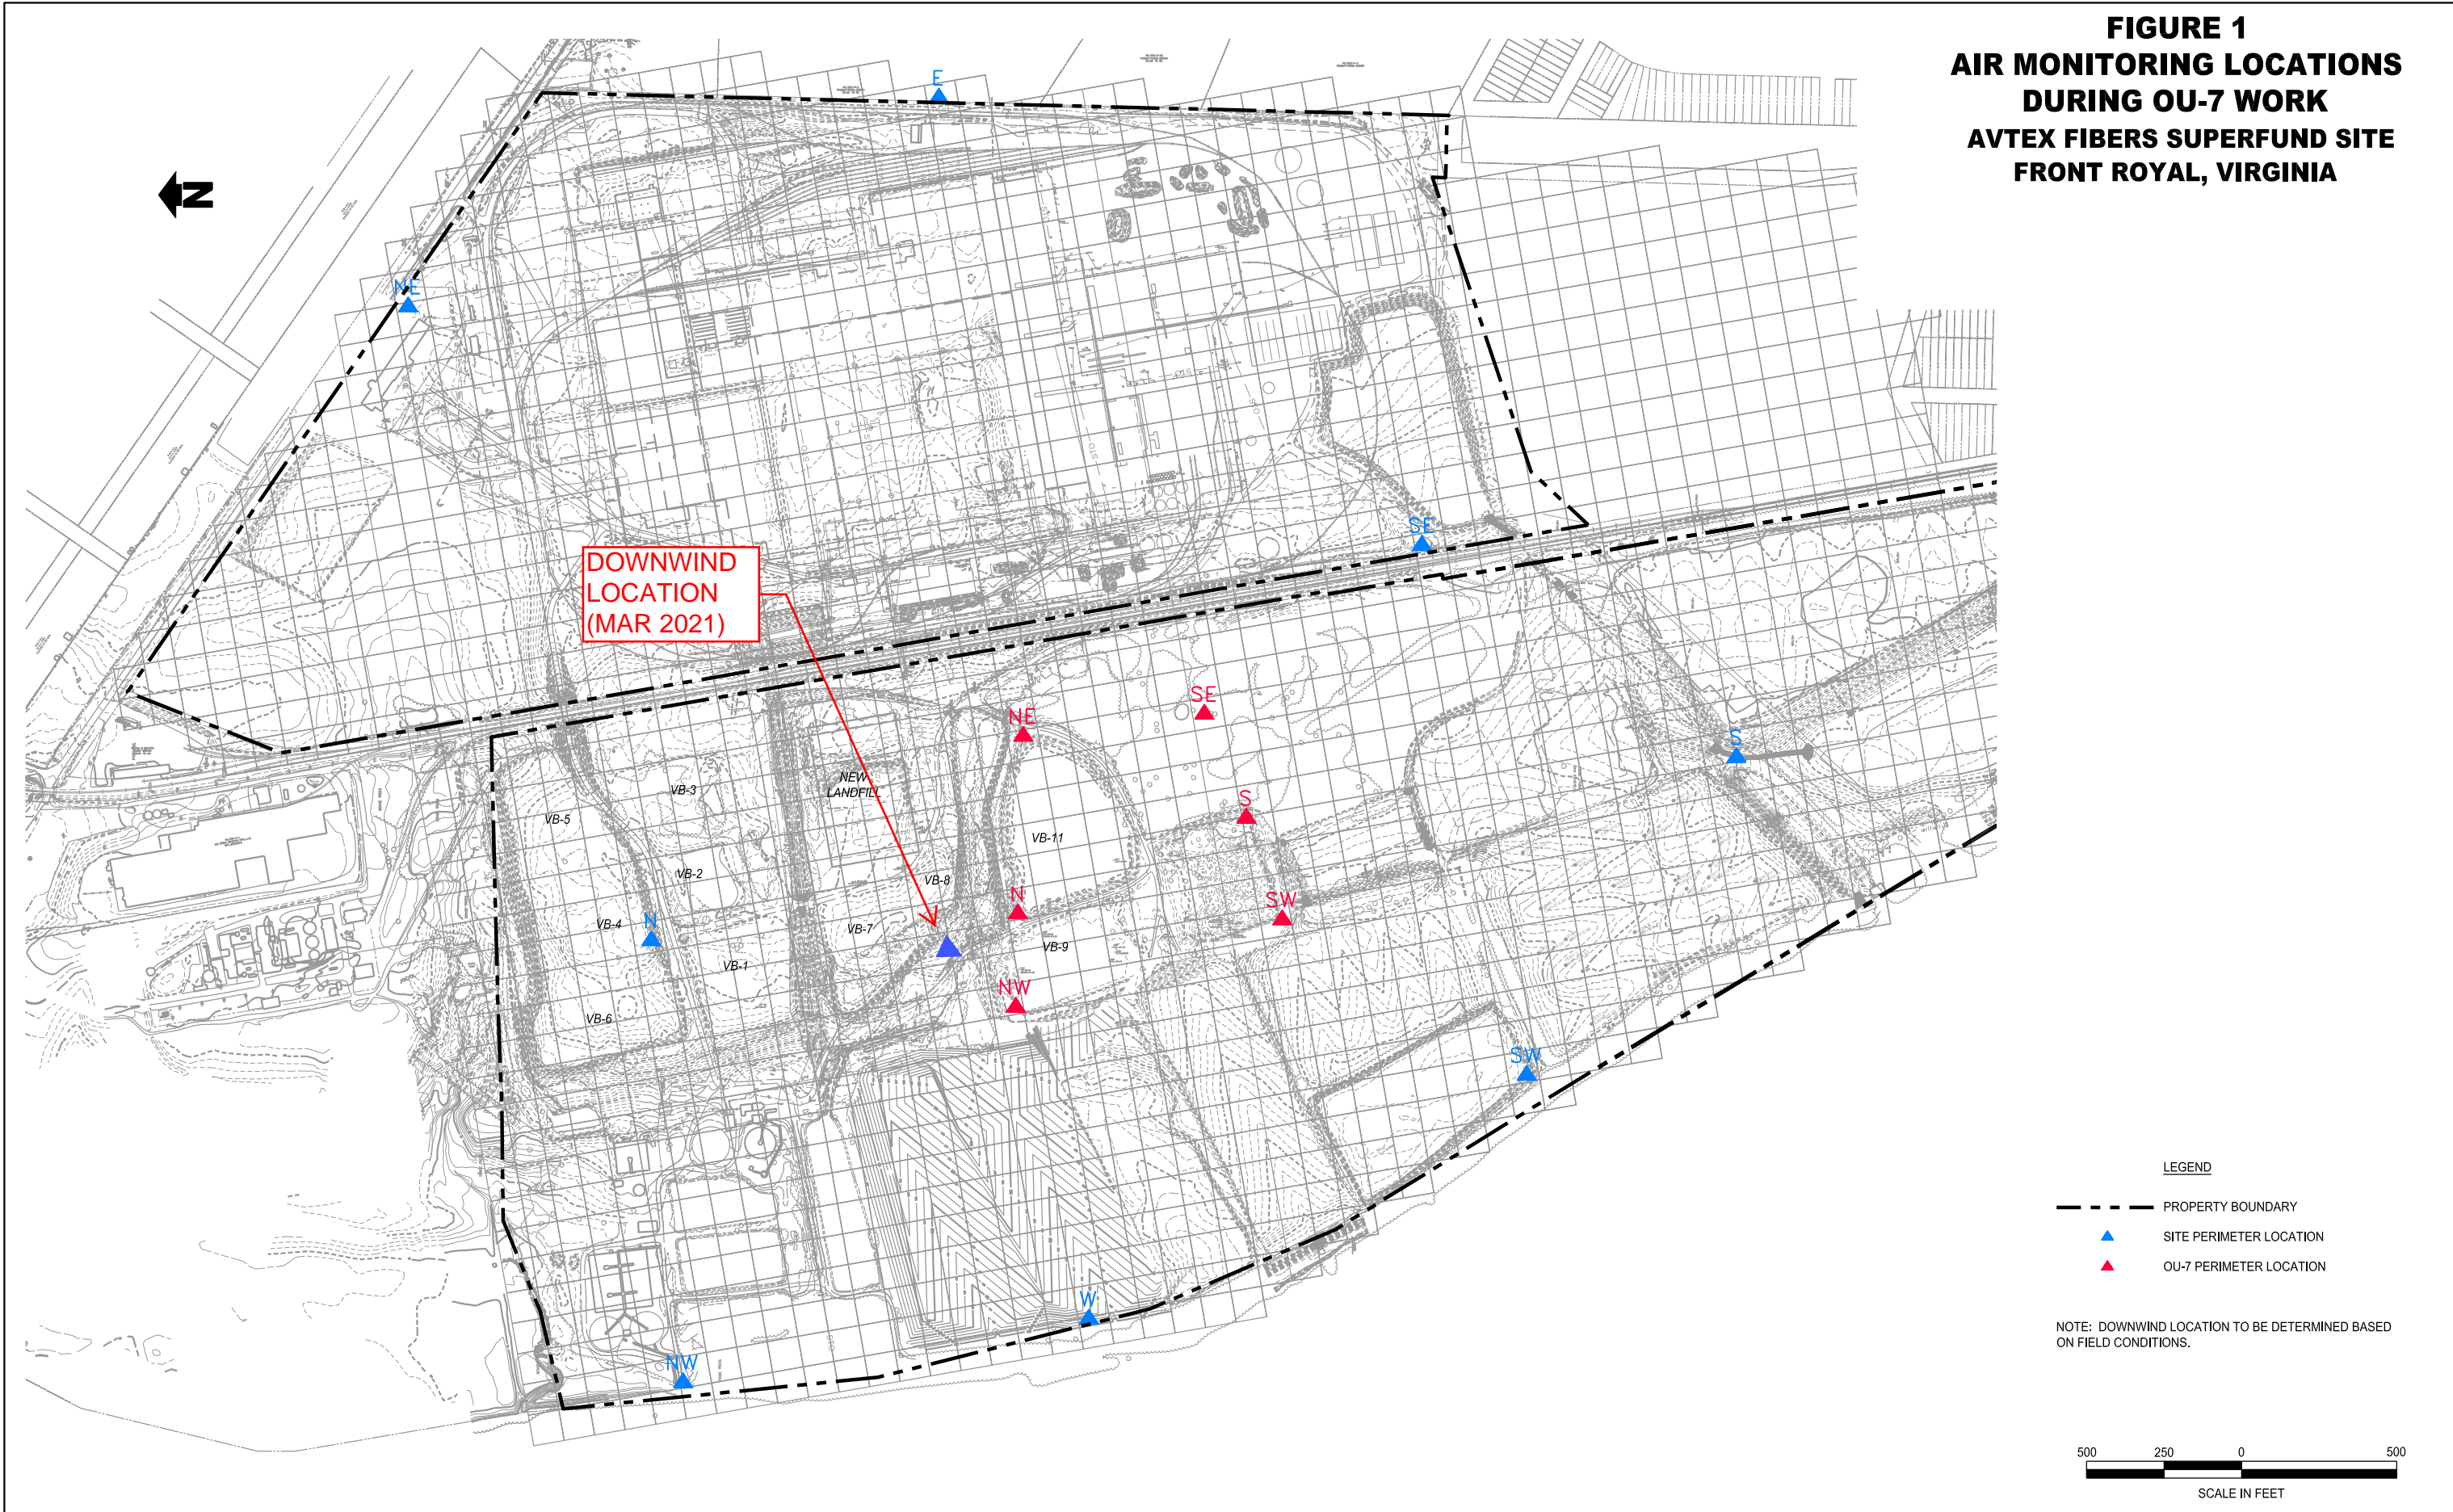 FIGURE 1
AIR MONITORING LOCATIONS
DURING OU-7 WORK
AVTEX FIBERS SUPERFUND SITE
FRONT ROYAL, VIRGINIA
E
N
NE
SE
DOWNWIND
LOCATION
(MAR 2021)
SE
NE
S
NEW
LANDFILL
VB-3
VB-5
S
VB-11
VB-2
VB-8
N
SW
VB-4
N
VB-7
VB-9
VB-1
NW
VB-6
SW
W
NW
LEGEND
PROPERTY BOUNDARY
SITE PERIMETER LOCATION
OU-7 PERIMETER LOCATION
NOTE: DOWNWIND LOCATION TO BE DETERMINED BASED
ON FIELD CONDITIONS.
500 250 0 500
SCALE IN FEET